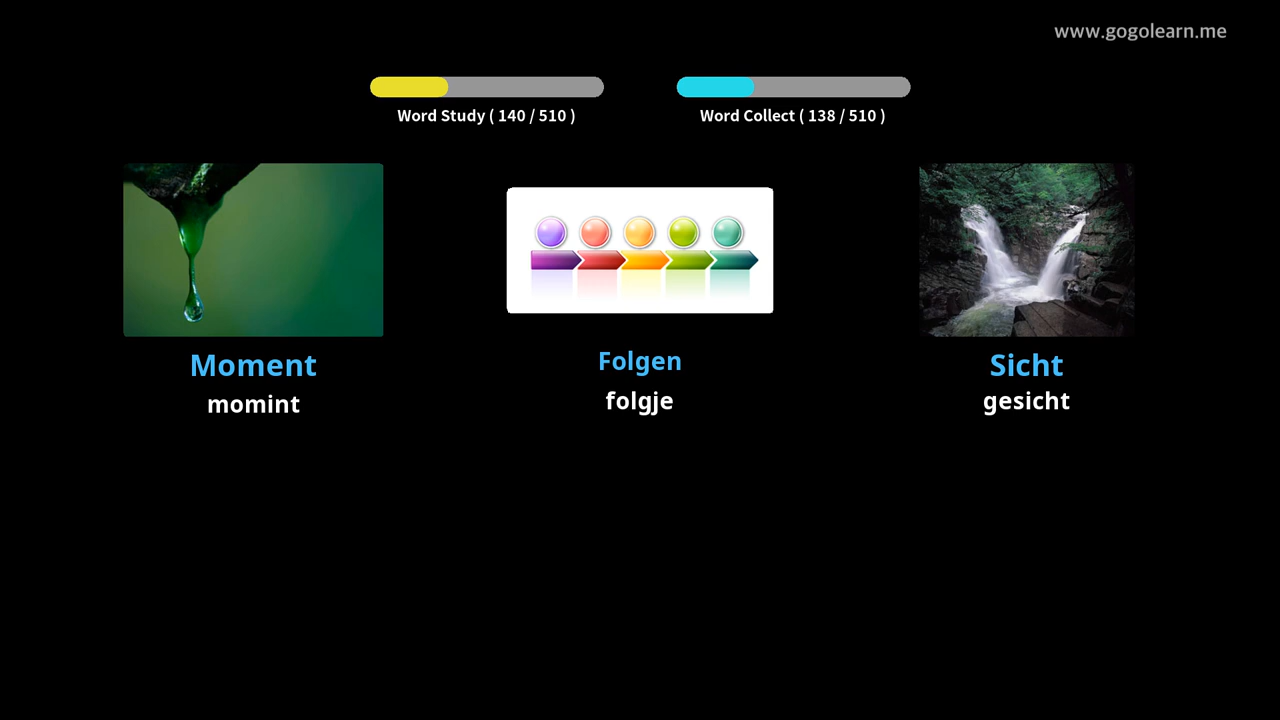 www.gogolearn.me
Word Study ( 140 / 510 )
Word Collect ( 138 / 510 )
Moment
momint
Folgen
folgje
Sicht
gesicht